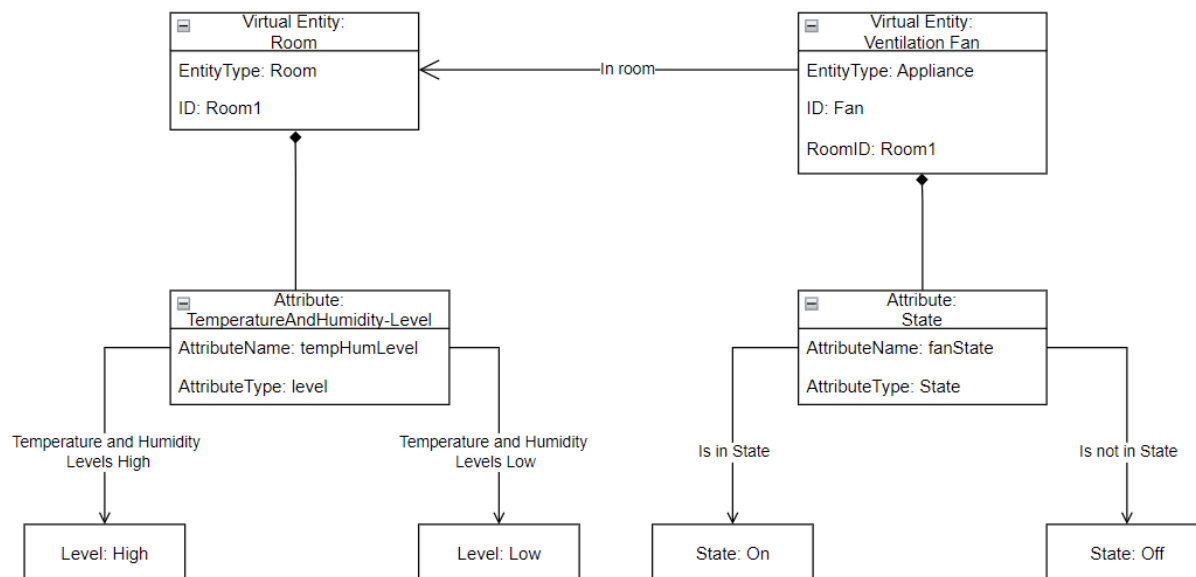 Virtual Entity:
Room
EntityType: Room
ID: Room1
In room
Virtual Entity:
Ventilation Fan
EntityType: Appliance
ID: Fan
RoomID: Room1
Attribute:
TemperatureAndHumidity-Level
AttributeName: tempHumLevel
AttributeType: level
Attribute:
State
AttributeName: fanState
AttributeType: State
Temperature and Humidity
Levels High
Temperature and Humidity
Levels Low
Is in State
Is not in State
Level: High
Level: Low
State: On
State: Off